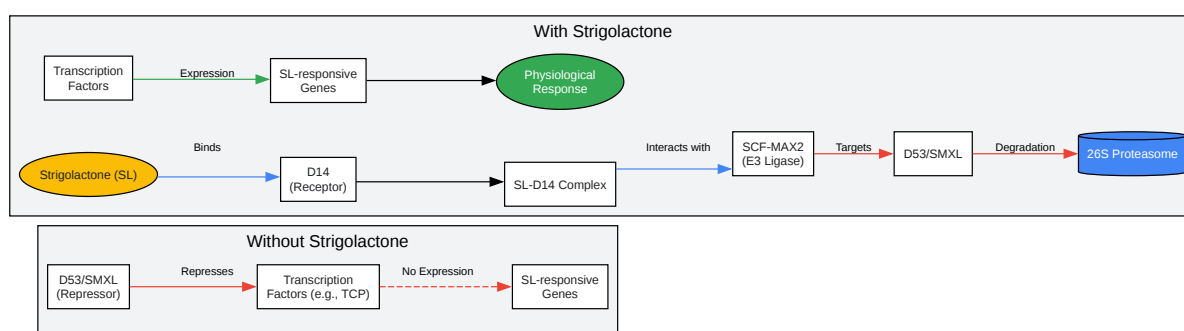 With Strigolactone
Transcription
Factors
Expression
SL-responsive
Genes
Physiological
Response
Strigolactone (SL)
Binds
D14
(Receptor)
SL-D14 Complex
Interacts with
SCF-MAX2
(E3 Ligase)
Targets
D53/SMXL
Degradation
26S Proteasome
Without Strigolactone
D53/SMXL
(Repressor)
Represses
Transcription
Factors (e.g., TCP)
No Expression
SL-responsive
Genes